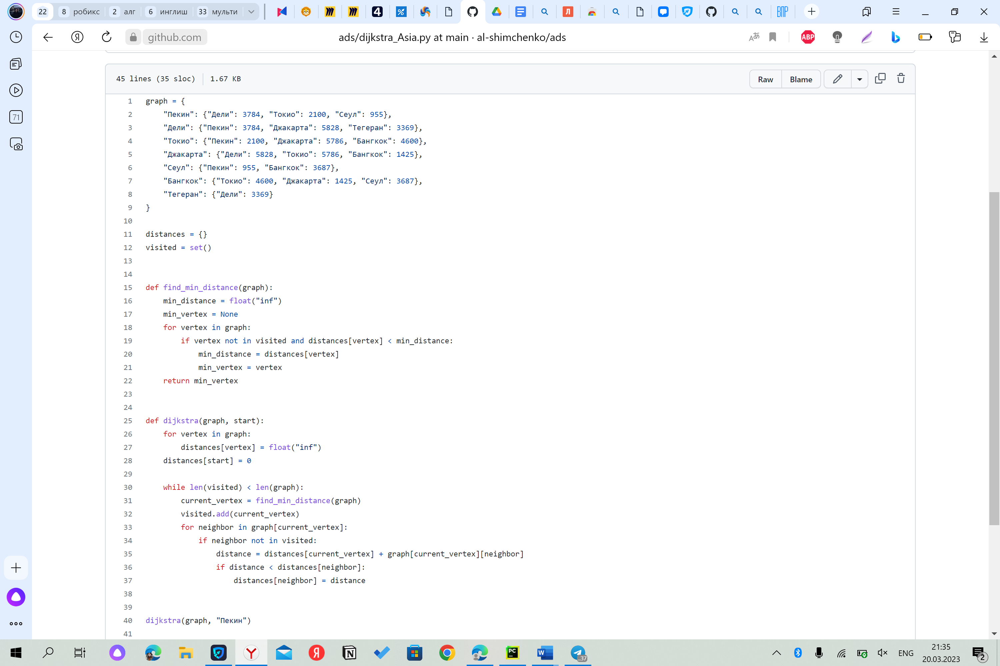 22 8 робикс 2 алг 6 инглиш 33 мульти
github.com ads/dijkstra_Asia.py at main · al-shimchenko/ads ABP
71
45 lines (35 sloc) 1.67 KB Raw Blame
1 graph = {
2 "Пекин": {"Дели": 3784, "Токио": 2100, "Сеул": 955},
3 "Дели": {"Пекин": 3784, "Джакарта": 5828, "Тегеран": 3369},
4 "Токио": {"Пекин": 2100, "Джакарта": 5786, "Бангкок": 4600},
5 "Джакарта": {"Дели": 5828, "Токио": 5786, "Бангкок": 1425},
6 "Сеул": {"Пекин": 955, "Бангкок": 3687},
7 "Бангкок": {"Токио": 4600, "Джакарта": 1425, "Сеул": 3687},
8 "Тегеран": {"Дели": 3369}
9 }
10
11 distances = {}
12 visited = set()
13
14
15 def find_min_distance(graph):
16 min_distance = float("inf")
17 min_vertex = None
18 for vertex in graph:
19 if vertex not in visited and distances[vertex] < min_distance:
20 min_distance = distances[vertex]
21 min_vertex = vertex
22 return min_vertex
23
24
25 def dijkstra(graph, start):
26 for vertex in graph:
27 distances[vertex] = float("inf")
28 distances[start] = 0
29
30 while len(visited) < len(graph):
31 current_vertex = find_min_distance(graph)
32 visited.add(current_vertex)
33 for neighbor in graph[current_vertex]:
34 if neighbor not in visited:
35 distance = distances[current_vertex] + graph[current_vertex][neighbor]
36 if distance < distances[neighbor]:
37 distances[neighbor] = distance
38
39
40 dijkstra(graph, "Пекин")
41
ENG 21:35
20.03.2023